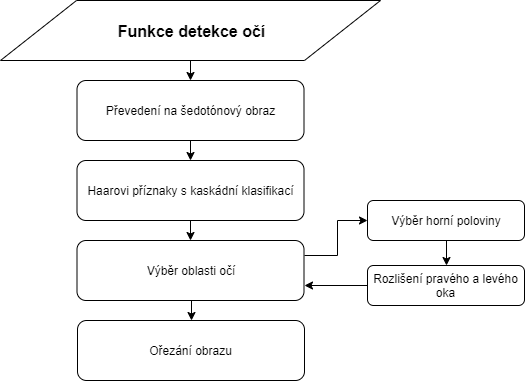 Funkce detekce očí
Převedení na šedotónový obraz
Haarovi příznaky s kaskádní klasifikací
Výběr horní poloviny
Výběr oblasti očí
Rozlišení pravého a levého
oka
Ořezání obrazu